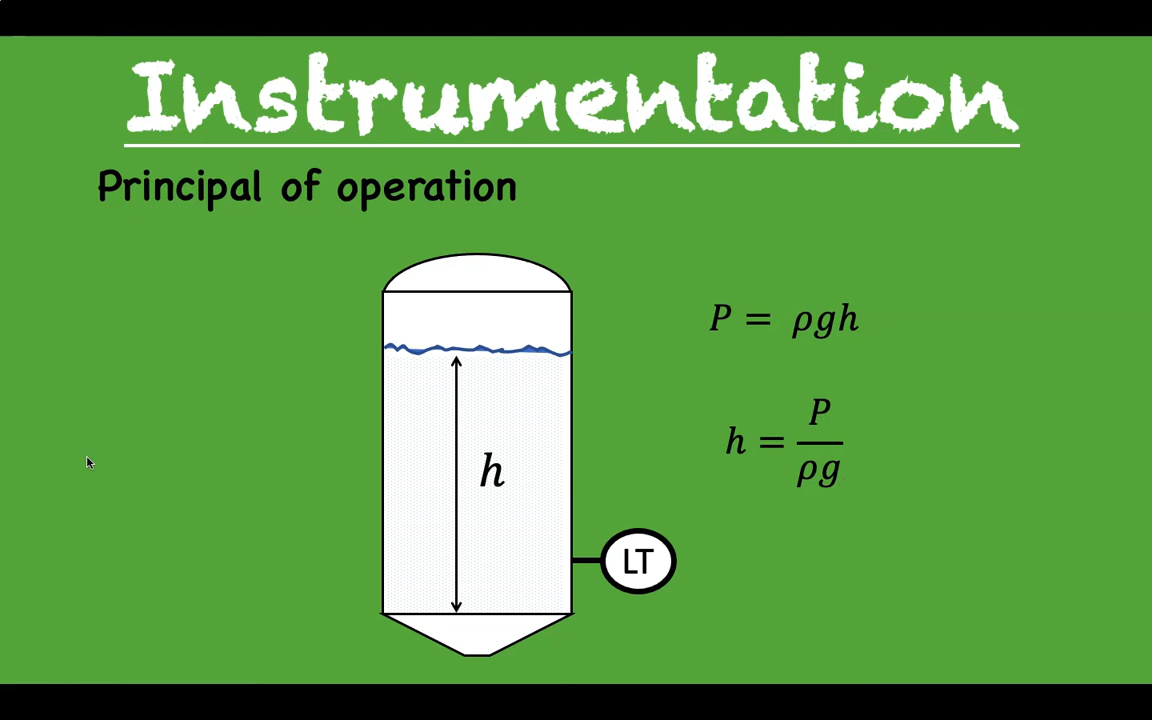 Instrumentation
Principal of operation
P = ρgh
h = P/ρg
h
LT